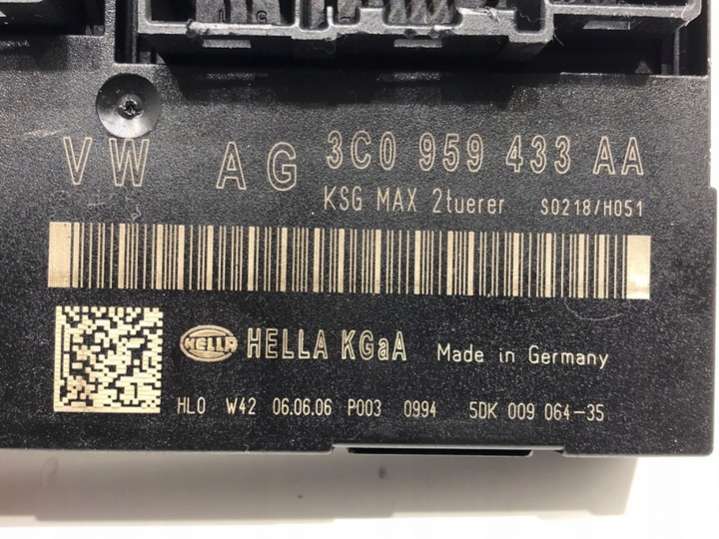 VW AG 3C0 959 433 AA
KSG MAX 2tuerer S0218/H051
HELLA HELLA KGaA Made in Germany
HLO W42 06.06.06 P003 0994 5DK 009 064-35